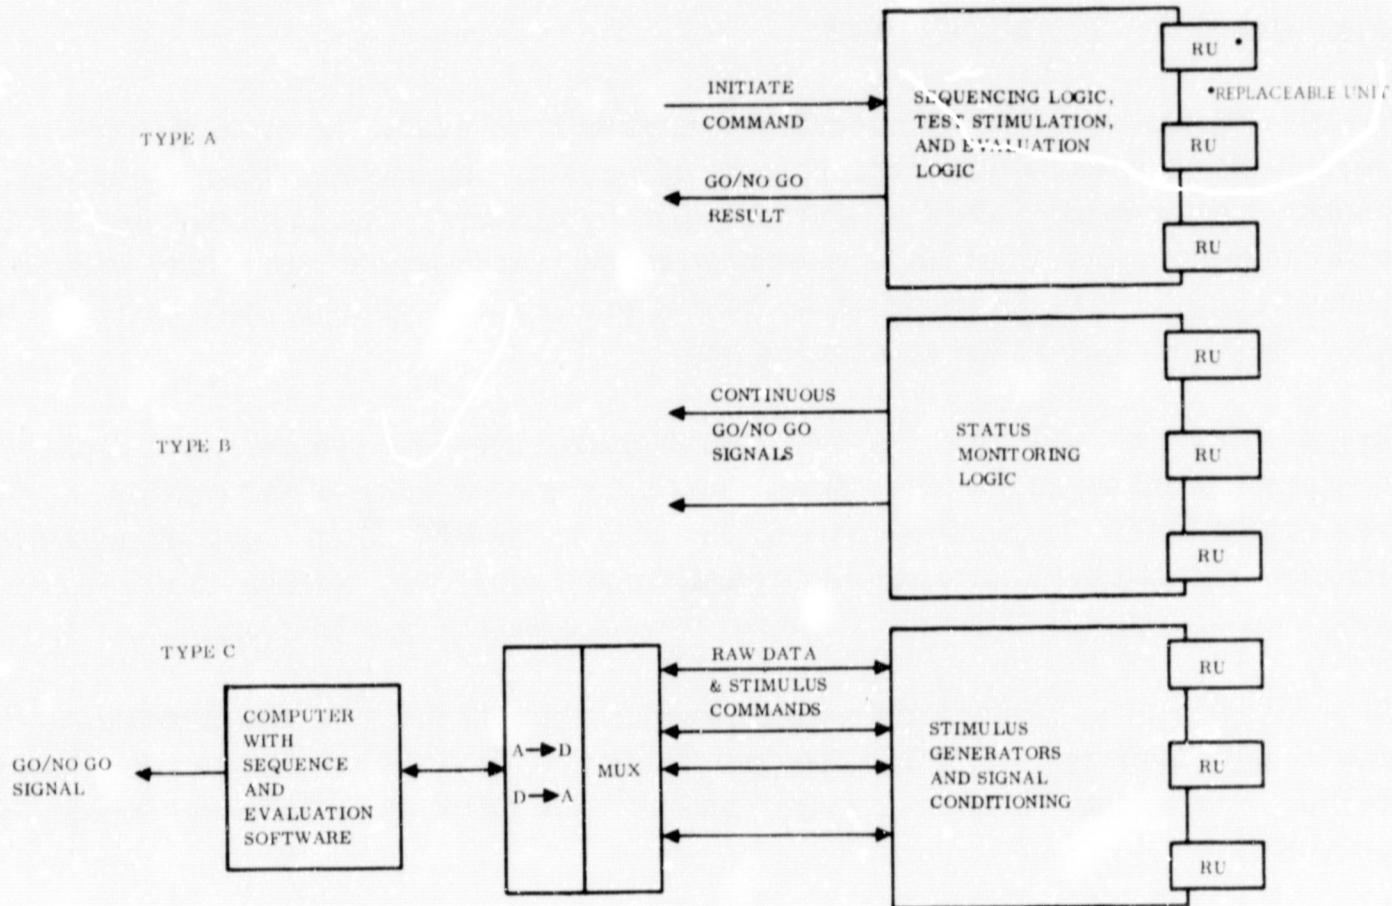 TYPE A
INITIATE
COMMAND
GO/NO GO
RESULT
SEQUENCING LOGIC,
TEST STIMULATION,
AND EVALUATION
LOGIC
RU *
*REPLACEABLE UNIT
RU
RU
TYPE B
CONTINUOUS
GO/NO GO
SIGNALS
STATUS
MONITORING
LOGIC
RU
RU
RU
TYPE C
GO/NO GO
SIGNAL
COMPUTER
WITH
SEQUENCE
AND
EVALUATION
SOFTWARE
A→D
D→A
MUX
RAW DATA
& STIMULUS
COMMANDS
STIMULUS
GENERATORS
AND SIGNAL
CONDITIONING
RU
RU
RU